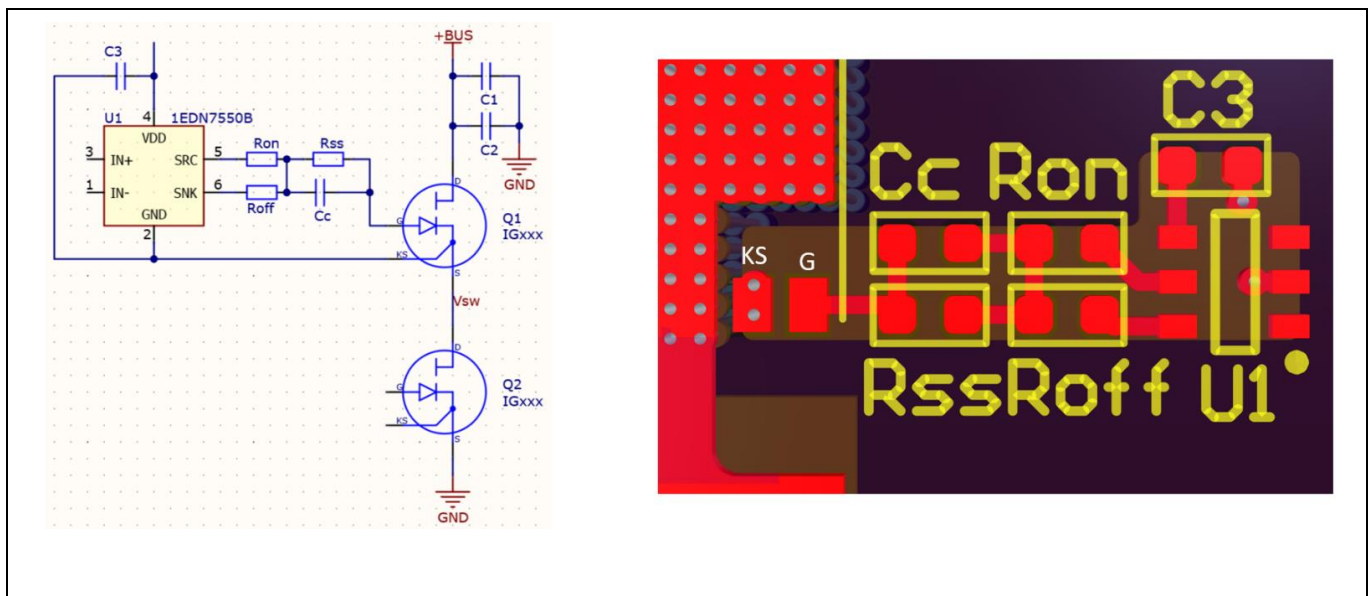 C3
U1
1EDN7550B
4
VDD
3
IN+
SRC
5
Ron
Rss
1
IN-
SNK
6
Roff
Cc
GND
2
+BUS
C1
C2
GND
D
G
KS
S
Q1
IGxxx
Vsw
D
G
KS
S
Q2
IGxxx
GND
C3
Cc Ron
KS
G
RssRoff U1